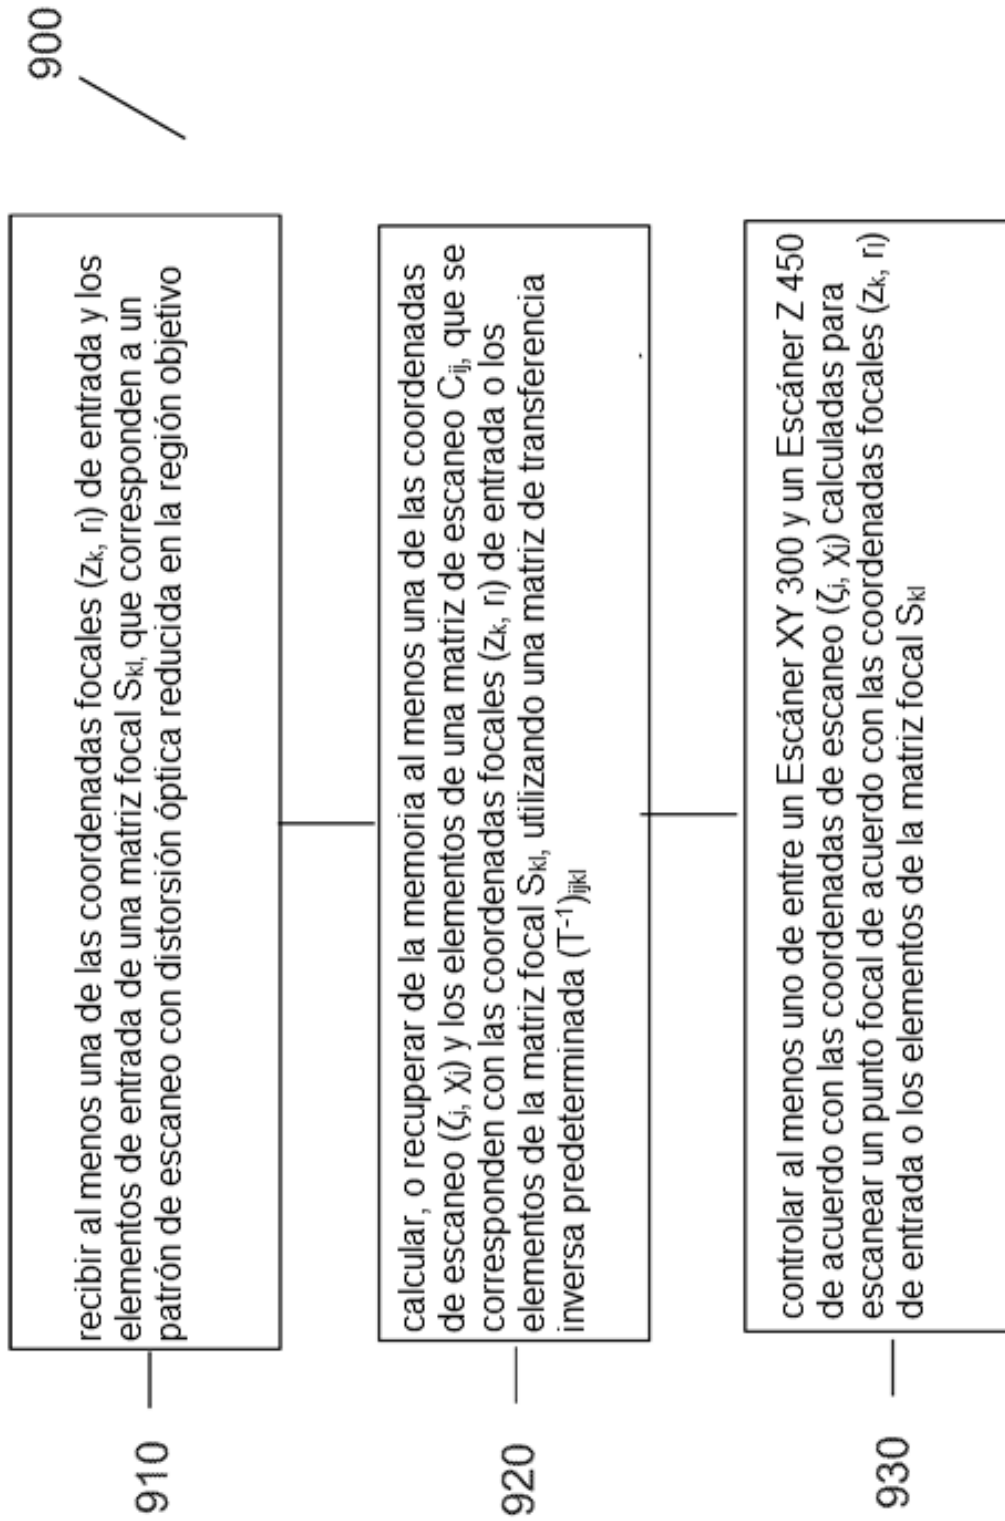 900
910
recibir al menos una de las coordenadas focales (zₖ, rₗ) de entrada y los
elementos de entrada de una matriz focal Sₖₗ, que corresponden a un
patrón de escaneo con distorsión óptica reducida en la región objetivo
920
calcular, o recuperar de la memoria al menos una de las coordenadas
de escaneo (ζᵢ, χⱼ) y los elementos de una matriz de escaneo Cᵢⱼ, que se
corresponden con las coordenadas focales (zₖ, rₗ) de entrada o los
elementos de la matriz focal Sₖₗ, utilizando una matriz de transferencia
inversa predeterminada (T⁻¹)ᵢⱼₖₗ
930
controlar al menos uno de entre un Escáner XY 300 y un Escáner Z 450
de acuerdo con las coordenadas de escaneo (ζᵢ, χⱼ) calculadas para
escanear un punto focal de acuerdo con las coordenadas focales (zₖ, rₗ)
de entrada o los elementos de la matriz focal Sₖₗ